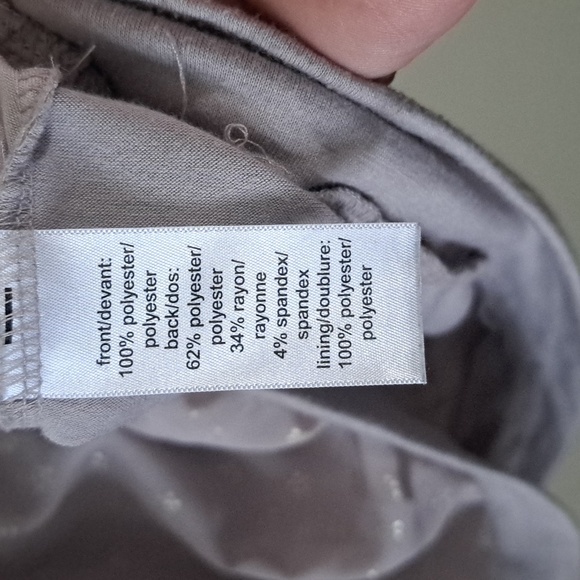 front/devant:
100% polyester/
polyester
back/dos:
62% polyester/
polyester
34% rayon/
rayonne
4% spandex/
spandex
lining/doublure:
100% polyester/
polyester